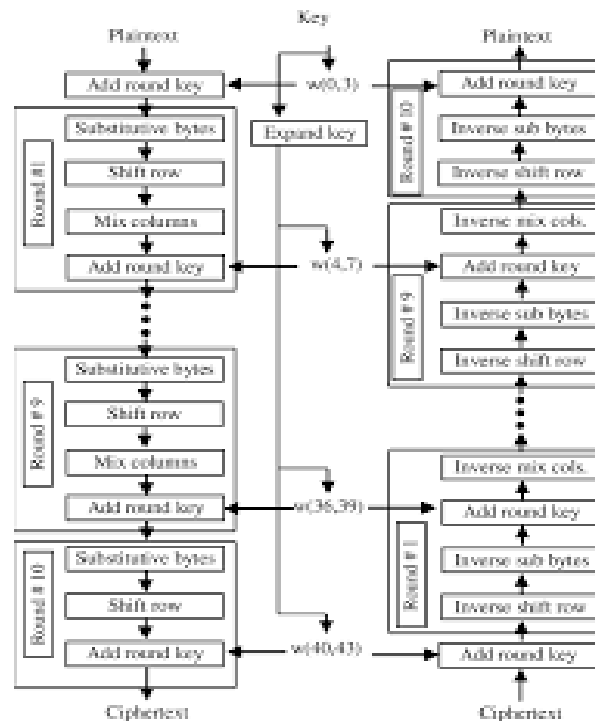 Key
Plaintext
Add round key
Round #1
Substitutive bytes
Shift row
Mix columns
Add round key
Round # 9
Substitutive bytes
Shift row
Mix columns
Add round key
Round # 10
Substitutive bytes
Shift row
Add round key
Ciphertext
w(0,3)
Expand key
w(4,7)
w(36,39)
w(40,43)
Plaintext
Add round key
Round # 10
Inverse sub bytes
Inverse shift row
Inverse mix cols.
Add round key
Round # 9
Inverse sub bytes
Inverse shift row
Inverse mix cols.
Add round key
Round # 1
Inverse sub bytes
Inverse shift row
Add round key
Ciphertext